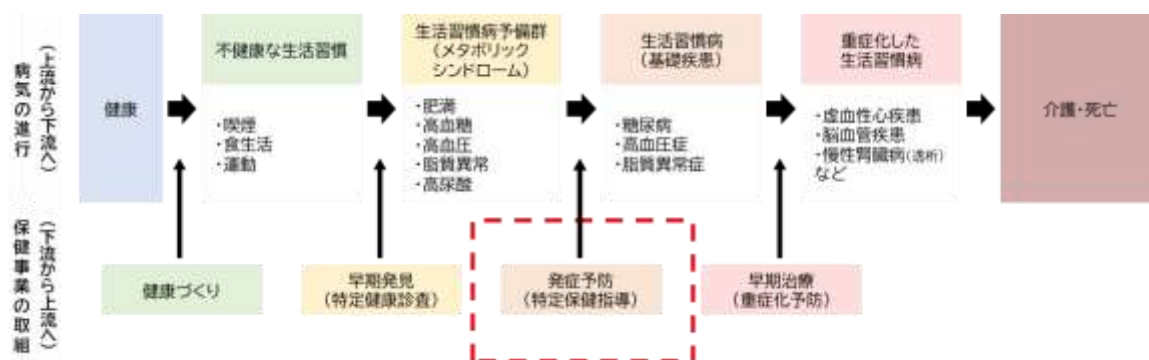 病気の進行
(上流から下流へ)
健康
不健康な生活習慣
・喫煙
・食生活
・運動
生活習慣病予備群
(メタボリック
シンドローム)
・肥満
・高血糖
・高血圧
・脂質異常
・高尿酸
生活習慣病
(基礎疾患)
・糖尿病
・高血圧症
・脂質異常症
重症化した
生活習慣病
・虚血性心疾患
・脳血管疾患
・慢性腎臓病(透析)
など
介護・死亡
保健事業の取組
(下流から上流へ)
健康づくり
早期発見
(特定健康診査)
発症予防
(特定保健指導)
早期治療
(重症化予防)